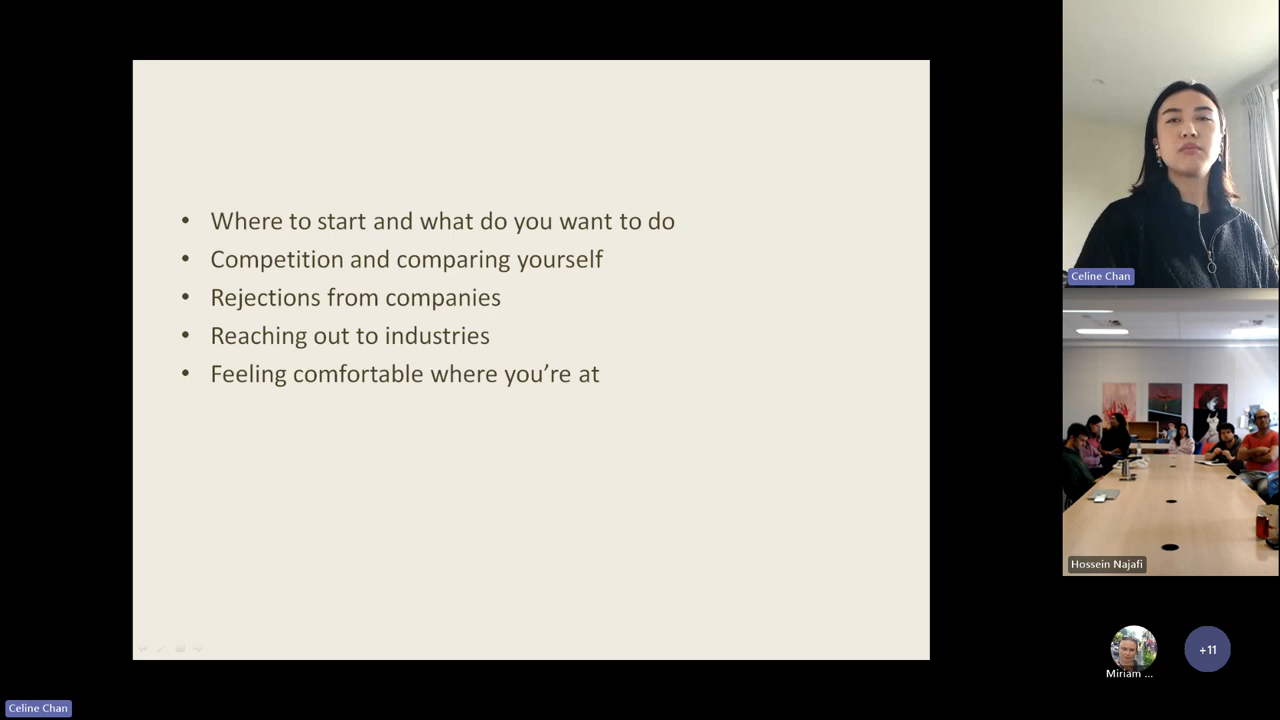 • Where to start and what do you want to do
• Competition and comparing yourself
• Rejections from companies
• Reaching out to industries
• Feeling comfortable where you’re at
Celine Chan
Hossein Najafi
Miriam ...
+11
Celine Chan